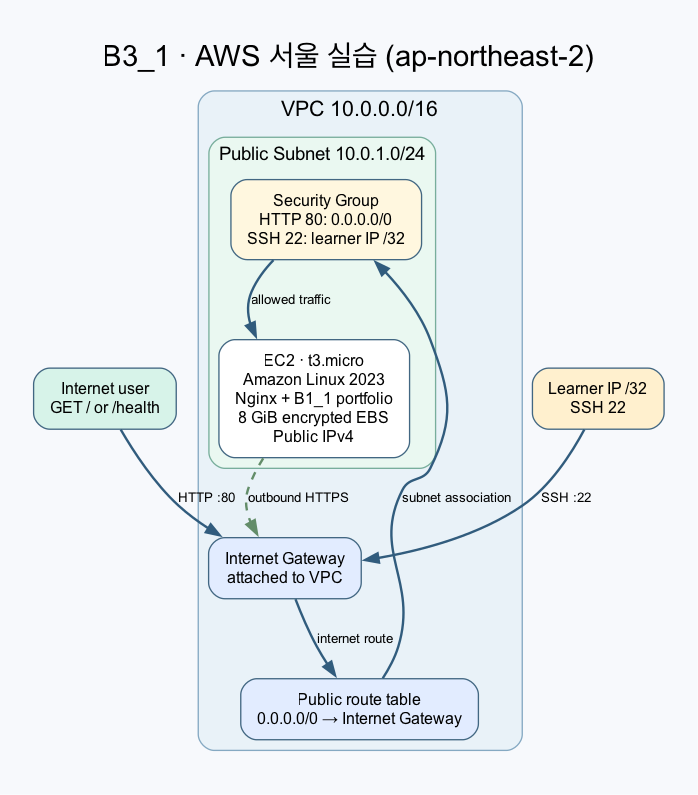 B3_1 · AWS 서울 실습 (ap-northeast-2)
VPC 10.0.0.0/16
Public Subnet 10.0.1.0/24
Security Group
HTTP 80: 0.0.0.0/0
SSH 22: learner IP /32
allowed traffic
EC2 · t3.micro
Amazon Linux 2023
Nginx + B1_1 portfolio
8 GiB encrypted EBS
Public IPv4
Internet user
GET / or /health
Learner IP /32
SSH 22
HTTP :80
outbound HTTPS
subnet association
SSH :22
Internet Gateway
attached to VPC
internet route
Public route table
0.0.0.0/0 → Internet Gateway